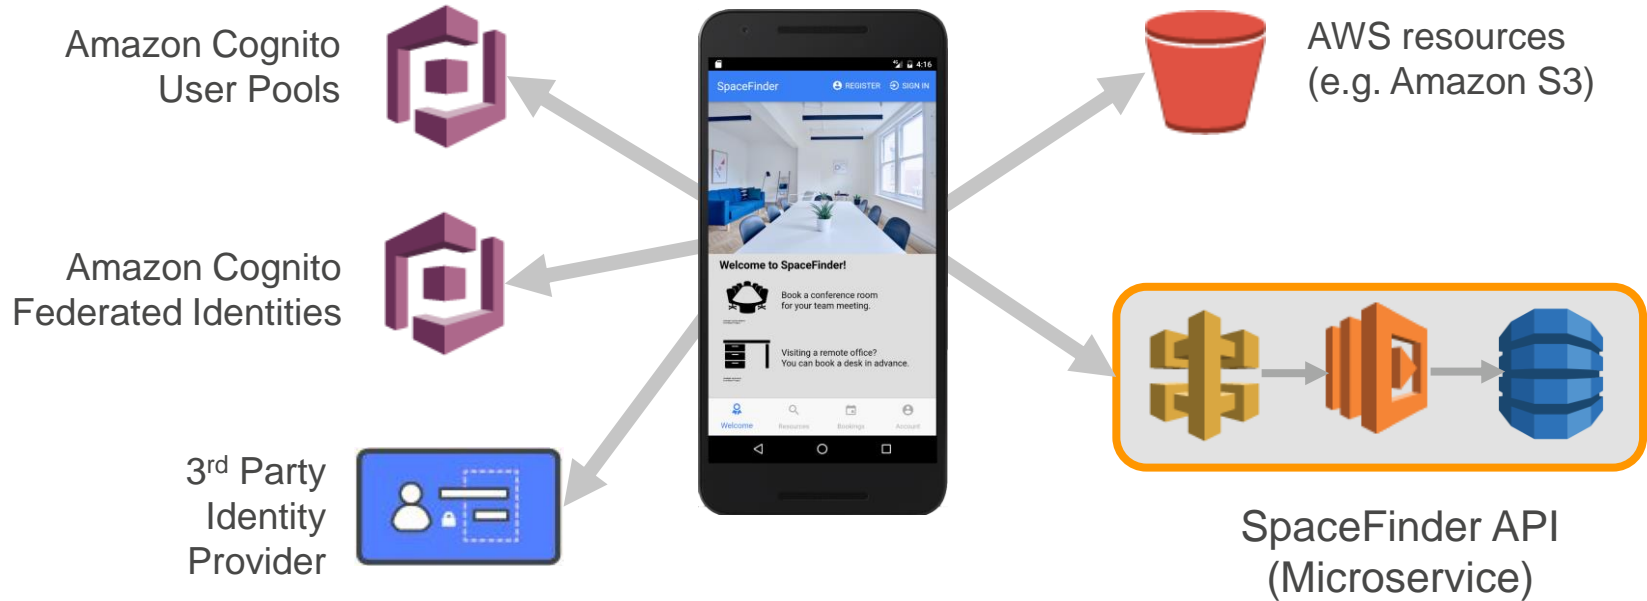 Amazon Cognito
User Pools
Amazon Cognito
Federated Identities
3rd Party
Identity
Provider
4:16
SpaceFinder
REGISTER
SIGN IN
Welcome to SpaceFinder!
Book a conference room
for your team meeting.
Visiting a remote office?
You can book a desk in advance.
Welcome
Resources
Bookings
Account
AWS resources
(e.g. Amazon S3)
SpaceFinder API
(Microservice)